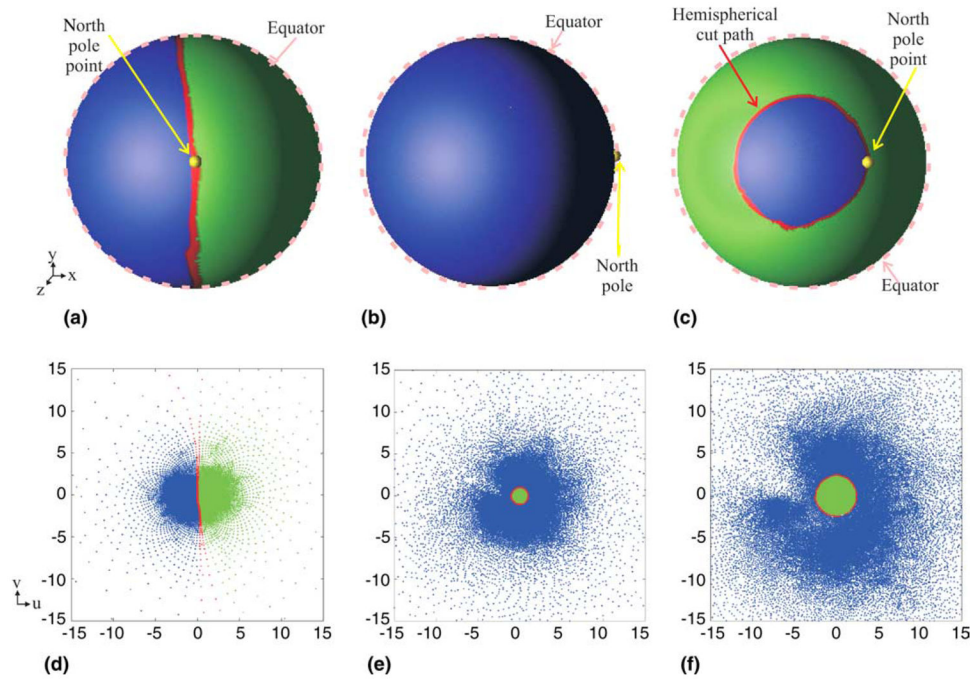 North
pole
point
Equator
y
x
z
(a)
Equator
North
pole
(b)
Hemispherical
cut path
North
pole
point
Equator
(c)
15
10
5
0
-5
-10
-15
-15 -10 -5 0 5 10 15
v
u
(d)
15
10
5
0
-5
-10
-15
-15 -10 -5 0 5 10 15
(e)
15
10
5
0
-5
-10
-15
-15 -10 -5 0 5 10 15
(f)